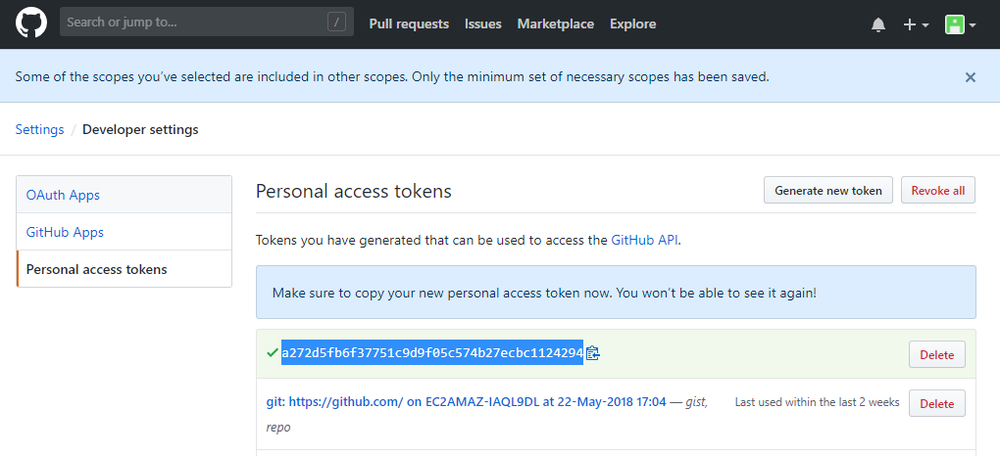 Search or jump to... /
Pull requests Issues Marketplace Explore
Some of the scopes you've selected are included in other scopes. Only the minimum set of necessary scopes has been saved.
Settings / Developer settings
OAuth Apps
GitHub Apps
Personal access tokens
Personal access tokens
Generate new token
Revoke all
Tokens you have generated that can be used to access the GitHub API.
Make sure to copy your new personal access token now. You won't be able to see it again!
a272d5fb6f37751c9d9f05c574b27ecbc1124294
Delete
git: https://github.com/ on EC2AMAZ-IAQL9DL at 22-May-2018 17:04 — gist,
repo
Last used within the last 2 weeks
Delete